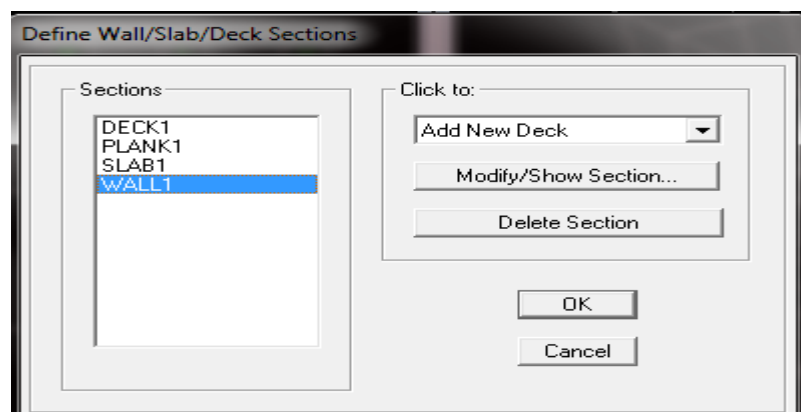 Define Wall/Slab/Deck Sections
Sections
DECK1
PLANK1
SLAB1
WALL1
Click to:
Add New Deck
Modify/Show Section...
Delete Section
OK
Cancel